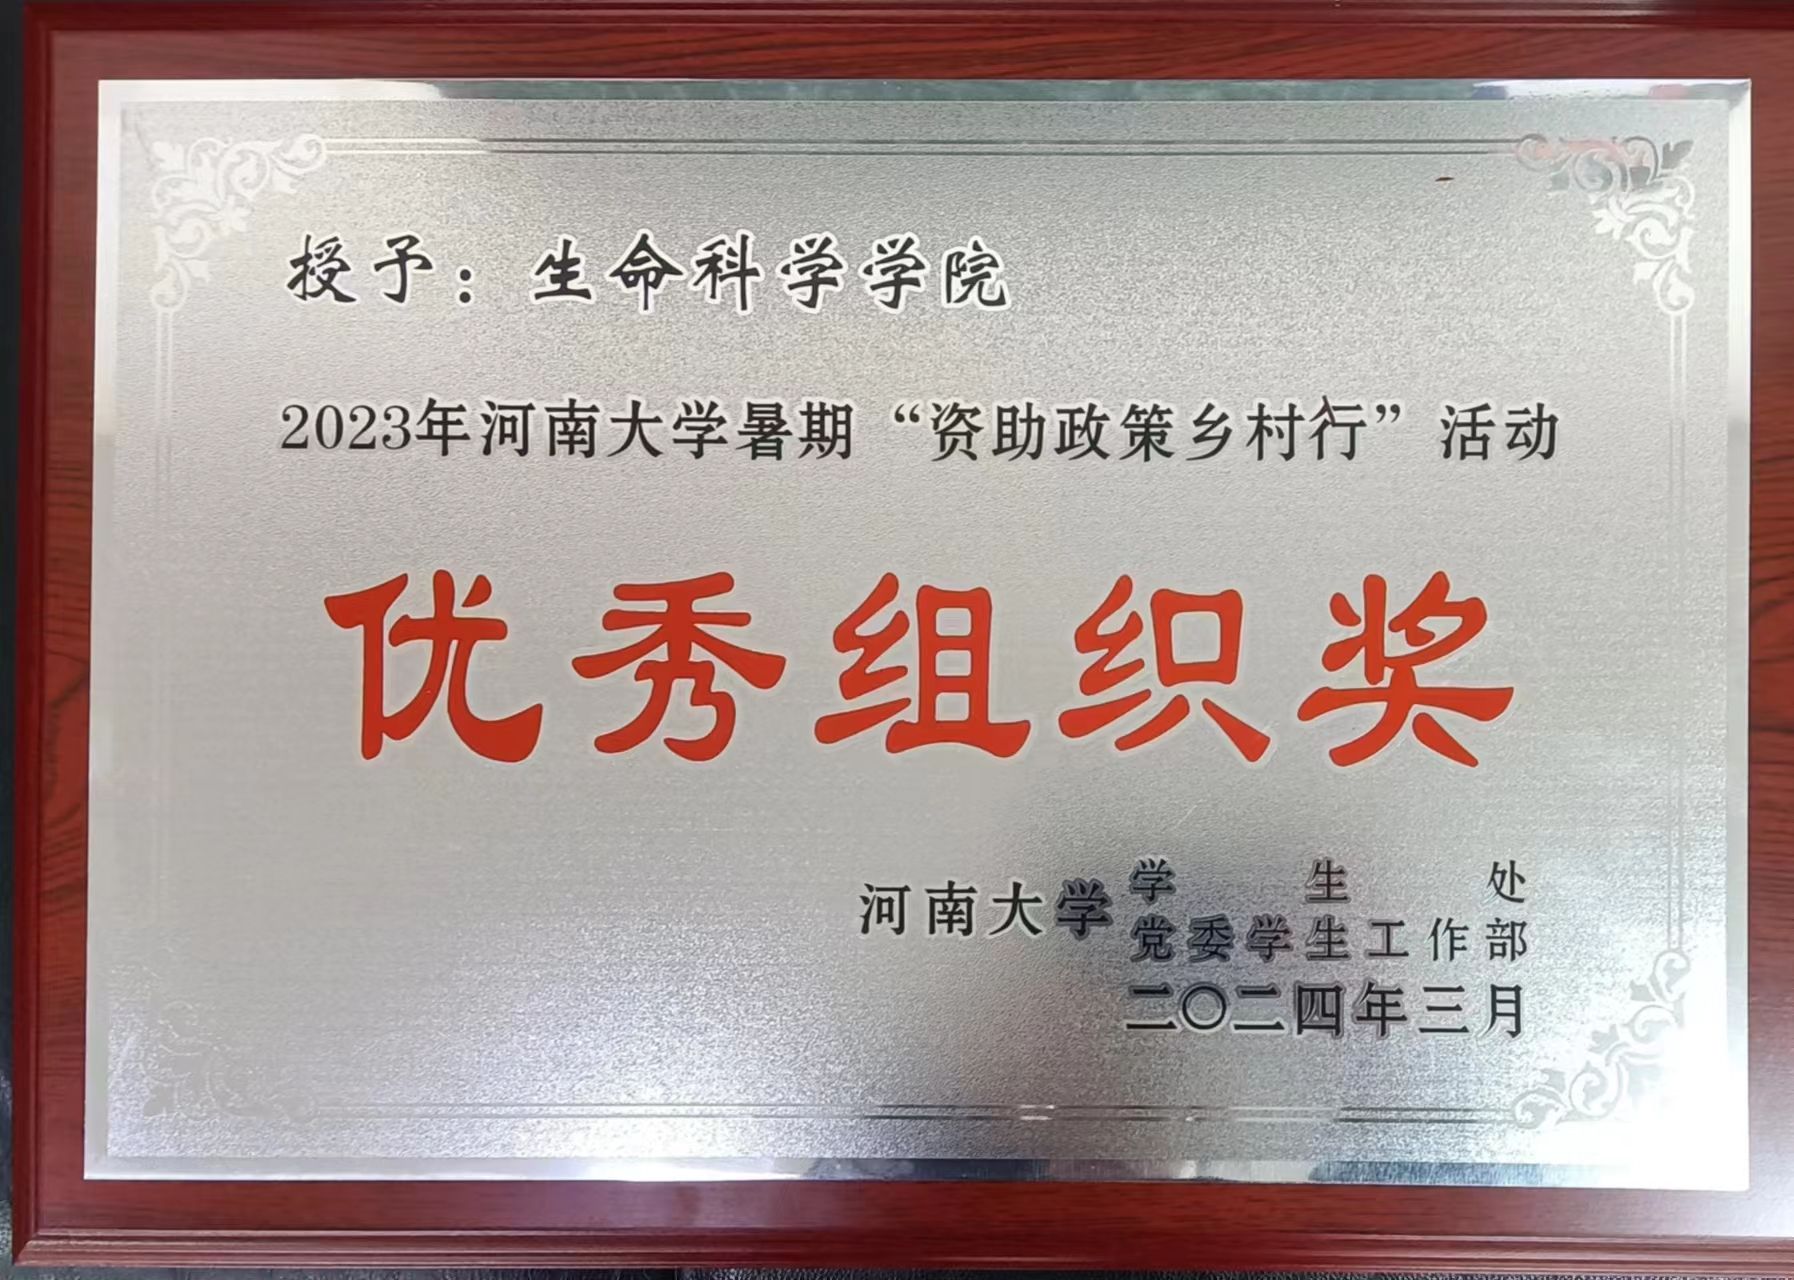 授予：生命科学学院
2023年河南大学暑期“资助政策乡村行”活动
优秀组织奖
河南大学
学生处
党委学生工作部
二〇二四年三月